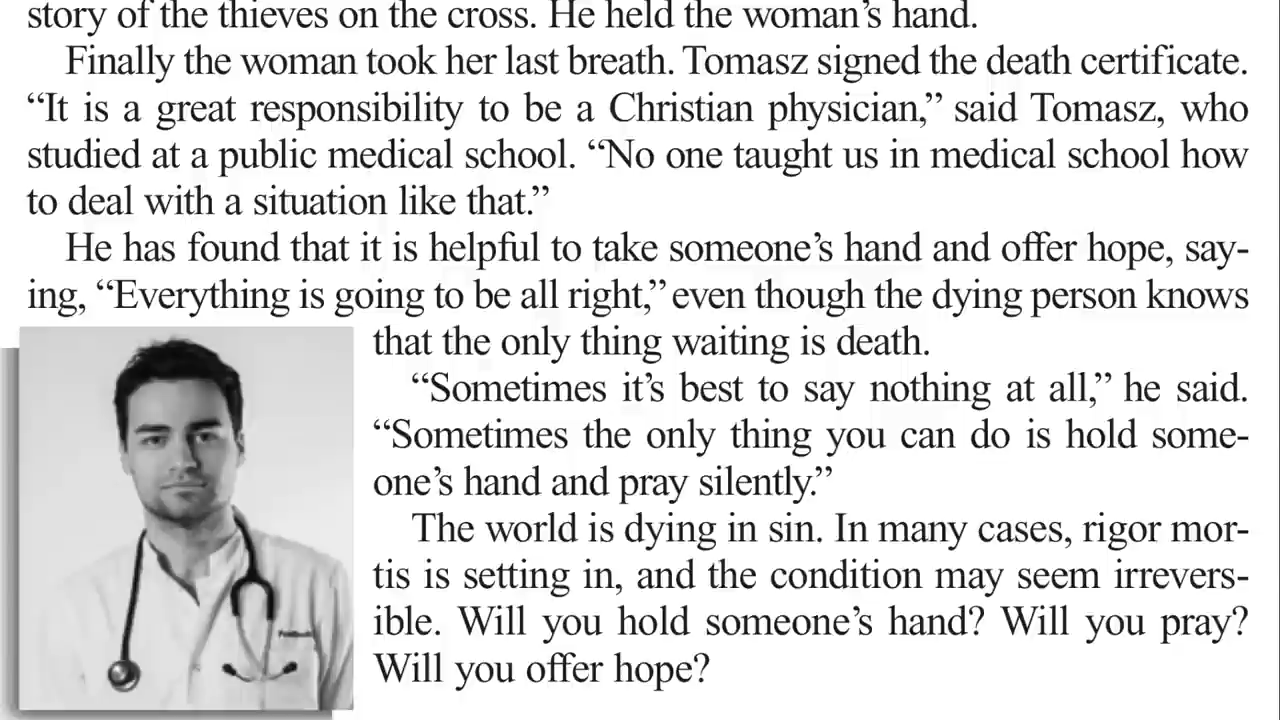 story of the thieves on the cross. He held the woman’s hand.
Finally the woman took her last breath. Tomasz signed the death certificate.
“It is a great responsibility to be a Christian physician,” said Tomasz, who
studied at a public medical school. “No one taught us in medical school how
to deal with a situation like that.”
He has found that it is helpful to take someone’s hand and offer hope, say-
ing, “Everything is going to be all right,” even though the dying person knows
that the only thing waiting is death.
“Sometimes it’s best to say nothing at all,” he said.
“Sometimes the only thing you can do is hold some-
one’s hand and pray silently.”
The world is dying in sin. In many cases, rigor mor-
tis is setting in, and the condition may seem irrevers-
ible. Will you hold someone’s hand? Will you pray?
Will you offer hope?